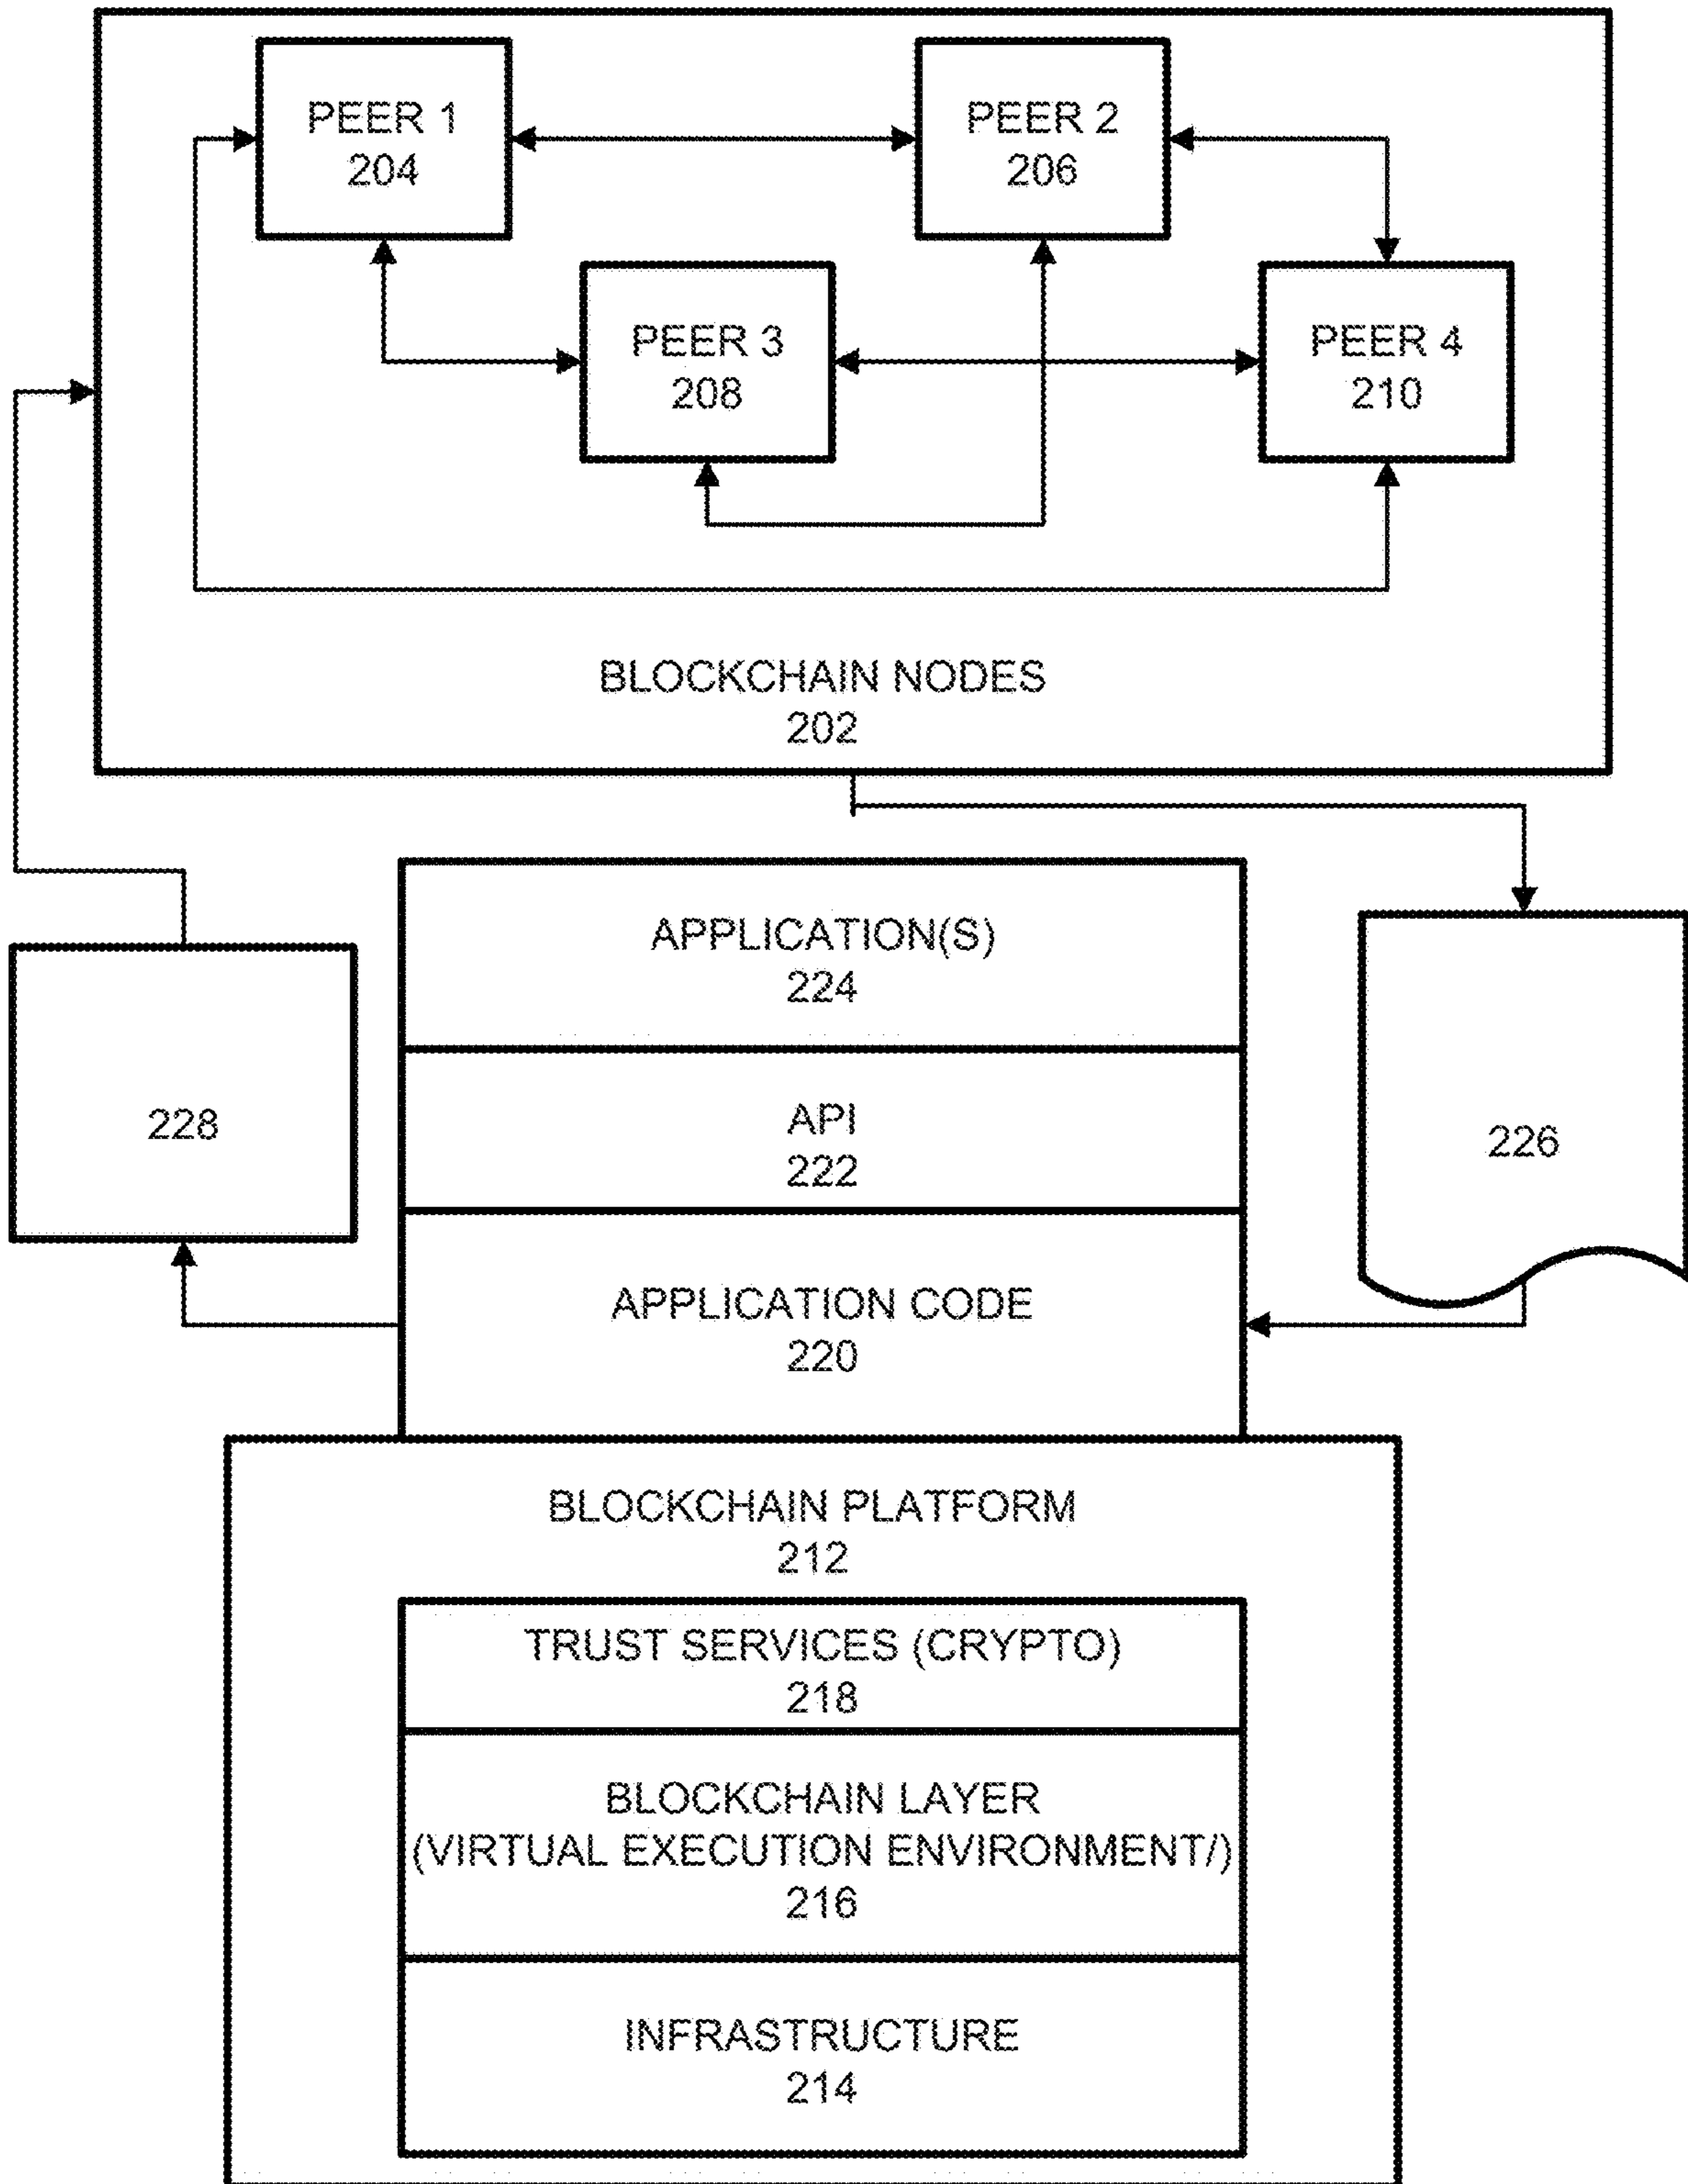 PEER 1
204
PEER 2
206
PEER 3
208
PEER 4
210
BLOCKCHAIN NODES
202
APPLICATION(S)
224
228
API
222
226
APPLICATION CODE
220
BLOCKCHAIN PLATFORM
212
TRUST SERVICES (CRYPTO)
218
BLOCKCHAIN LAYER
(VIRTUAL EXECUTION ENVIRONMENT/)
216
INFRASTRUCTURE
214